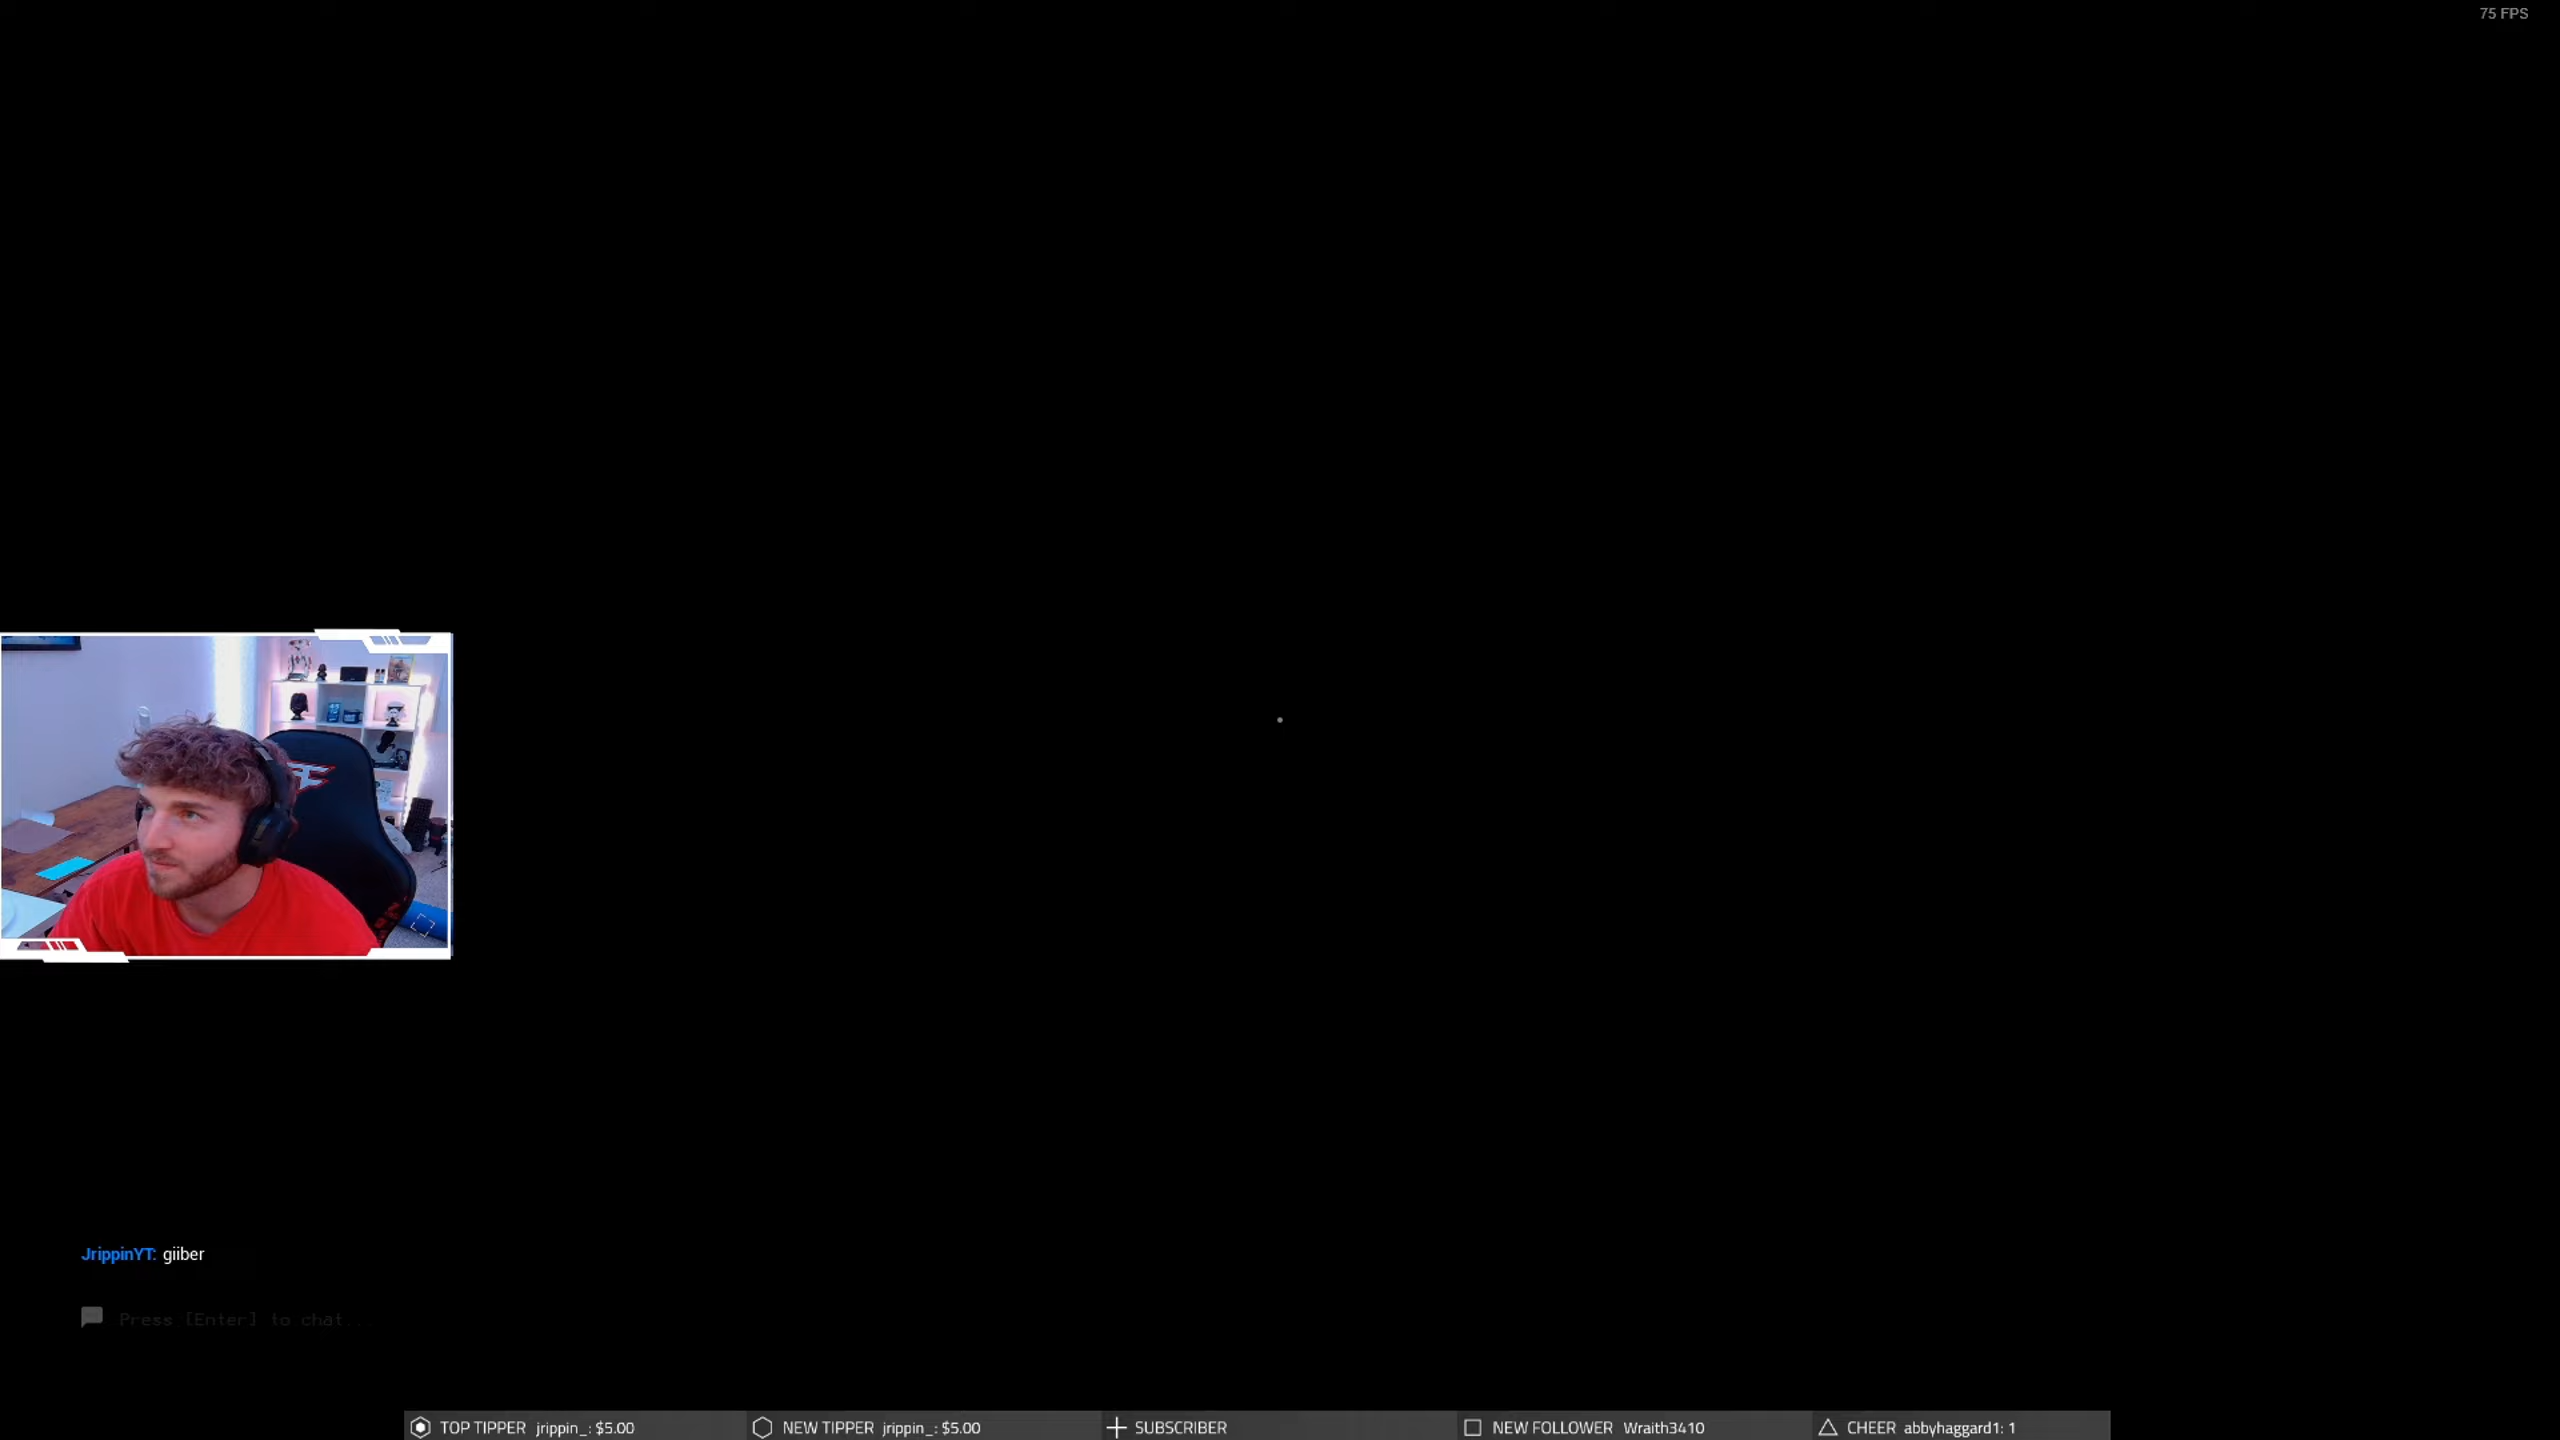 75 FPS
JrippinYT: giiber
Press [Enter] to chat...
TOP TIPPER jrippin_: $5.00
NEW TIPPER jrippin_: $5.00
SUBSCRIBER
NEW FOLLOWER Wraith3410
CHEER abbyhaggard1: 1